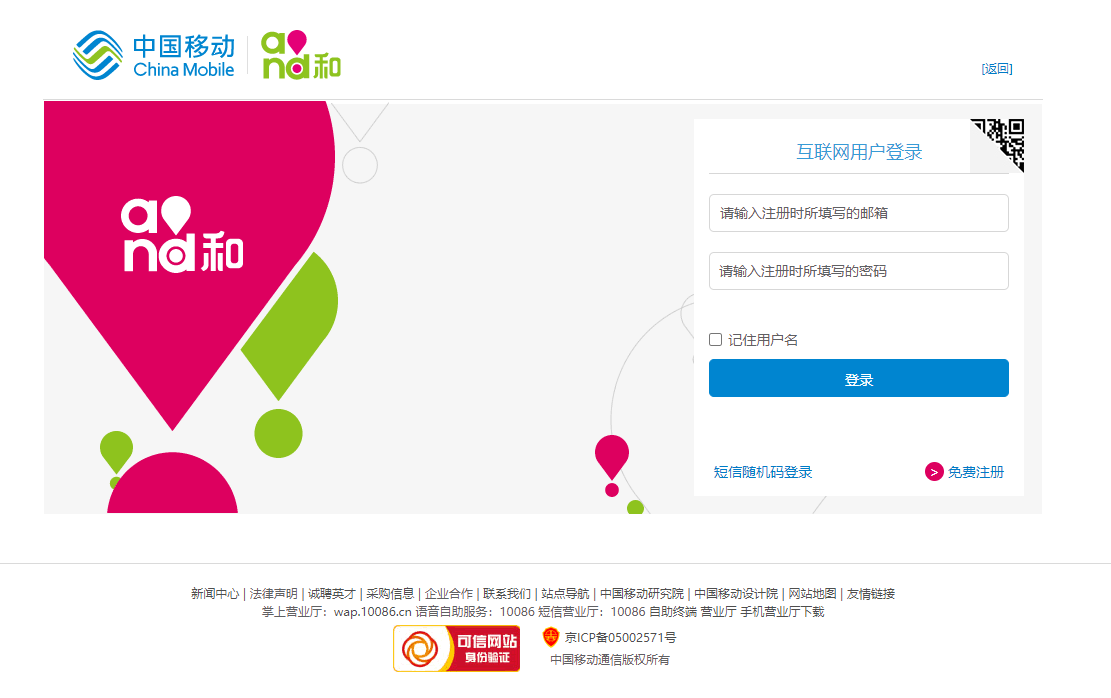 中国移动
China Mobile
and和
[返回]
and和
互联网用户登录
请输入注册时所填写的邮箱
请输入注册时所填写的密码
记住用户名
登录
短信随机码登录
> 免费注册
新闻中心 | 法律声明 | 诚聘英才 | 采购信息 | 企业合作 | 联系我们 | 站点导航 | 中国移动研究院 | 中国移动设计院 | 网站地图 | 友情链接
掌上营业厅：wap.10086.cn 语音自助服务：10086 短信营业厅：10086 自助终端 营业厅 手机营业厅下载
可信网站
身份验证
京ICP备05002571号
中国移动通信版权所有